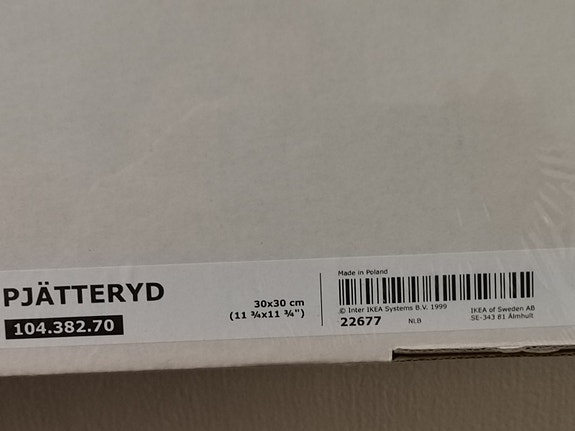 PJÄTTERYD
104.382.70
30x30 cm
(11 ¾x11 ¾")
Made in Poland
© Inter IKEA Systems B.V. 1999
22677
NLB
IKEA of Sweden AB
SE-343 81 Älmhult